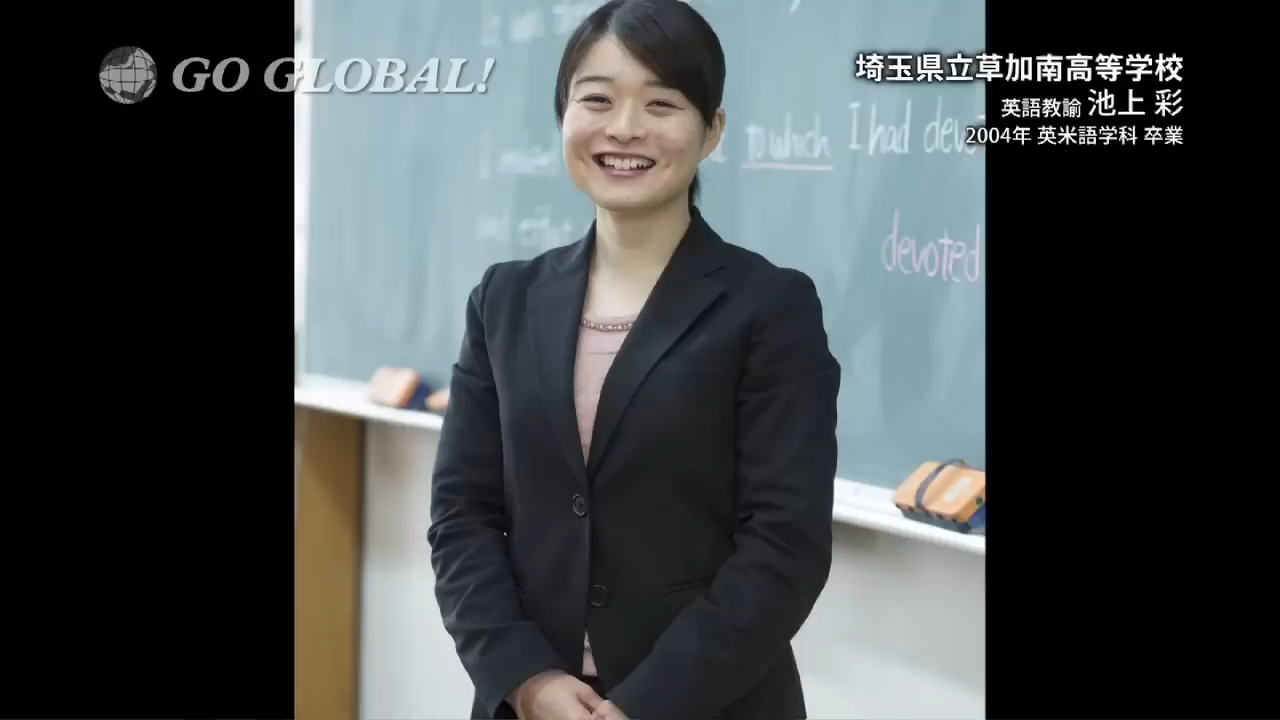 GO GLOBAL!
埼玉県立草加南高等学校
英語教諭 池上 彩
2004年 英米語学科 卒業
to which I had devot
devoted